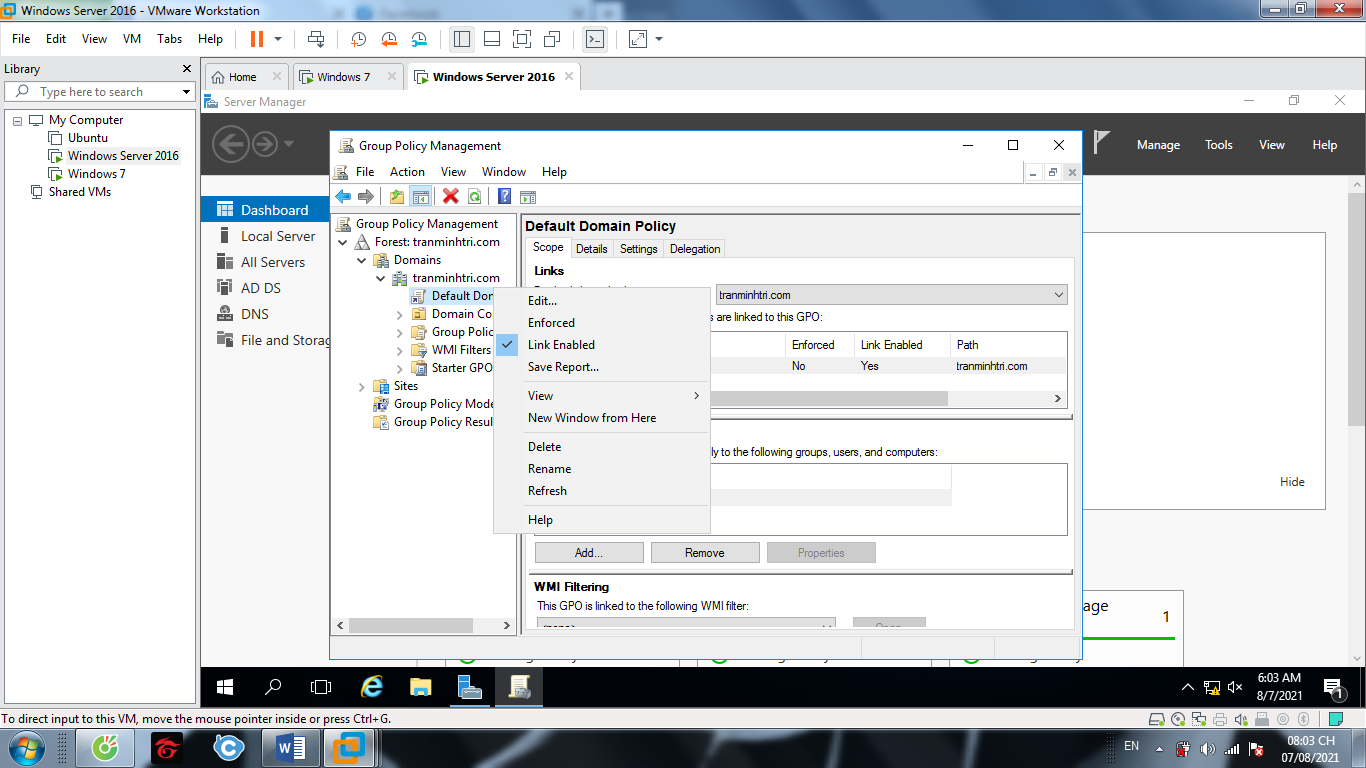 Windows Server 2016 - VMware Workstation
File Edit View VM Tabs Help
Library
Type here to search
My Computer
Ubuntu
Windows Server 2016
Windows 7
Shared VMs
Home
Windows 7
Windows Server 2016
Server Manager
Manage Tools View Help
Dashboard
Local Server
All Servers
AD DS
DNS
File and Storag
Group Policy Management
File Action View Window Help
Group Policy Management
Forest: tranminhtri.com
Domains
tranminhtri.com
Default Don
Domain Co
Group Polic
WMI Filters
Starter GPO
Sites
Group Policy Mode
Group Policy Resul
Default Domain Policy
Scope Details Settings Delegation
Links
tranminhtri.com
s are linked to this GPO:
Enforced Link Enabled Path
No Yes tranminhtri.com
ly to the following groups, users, and computers:
Add... Remove Properties
WMI Filtering
This GPO is linked to the following WMI filter:
<none>
Open
Edit...
Enforced
Link Enabled
Save Report...
View
New Window from Here
Delete
Rename
Refresh
Help
Hide
age
1
6:03 AM
8/7/2021
1
To direct input to this VM, move the mouse pointer inside or press Ctrl+G.
EN
08:03 CH
07/08/2021